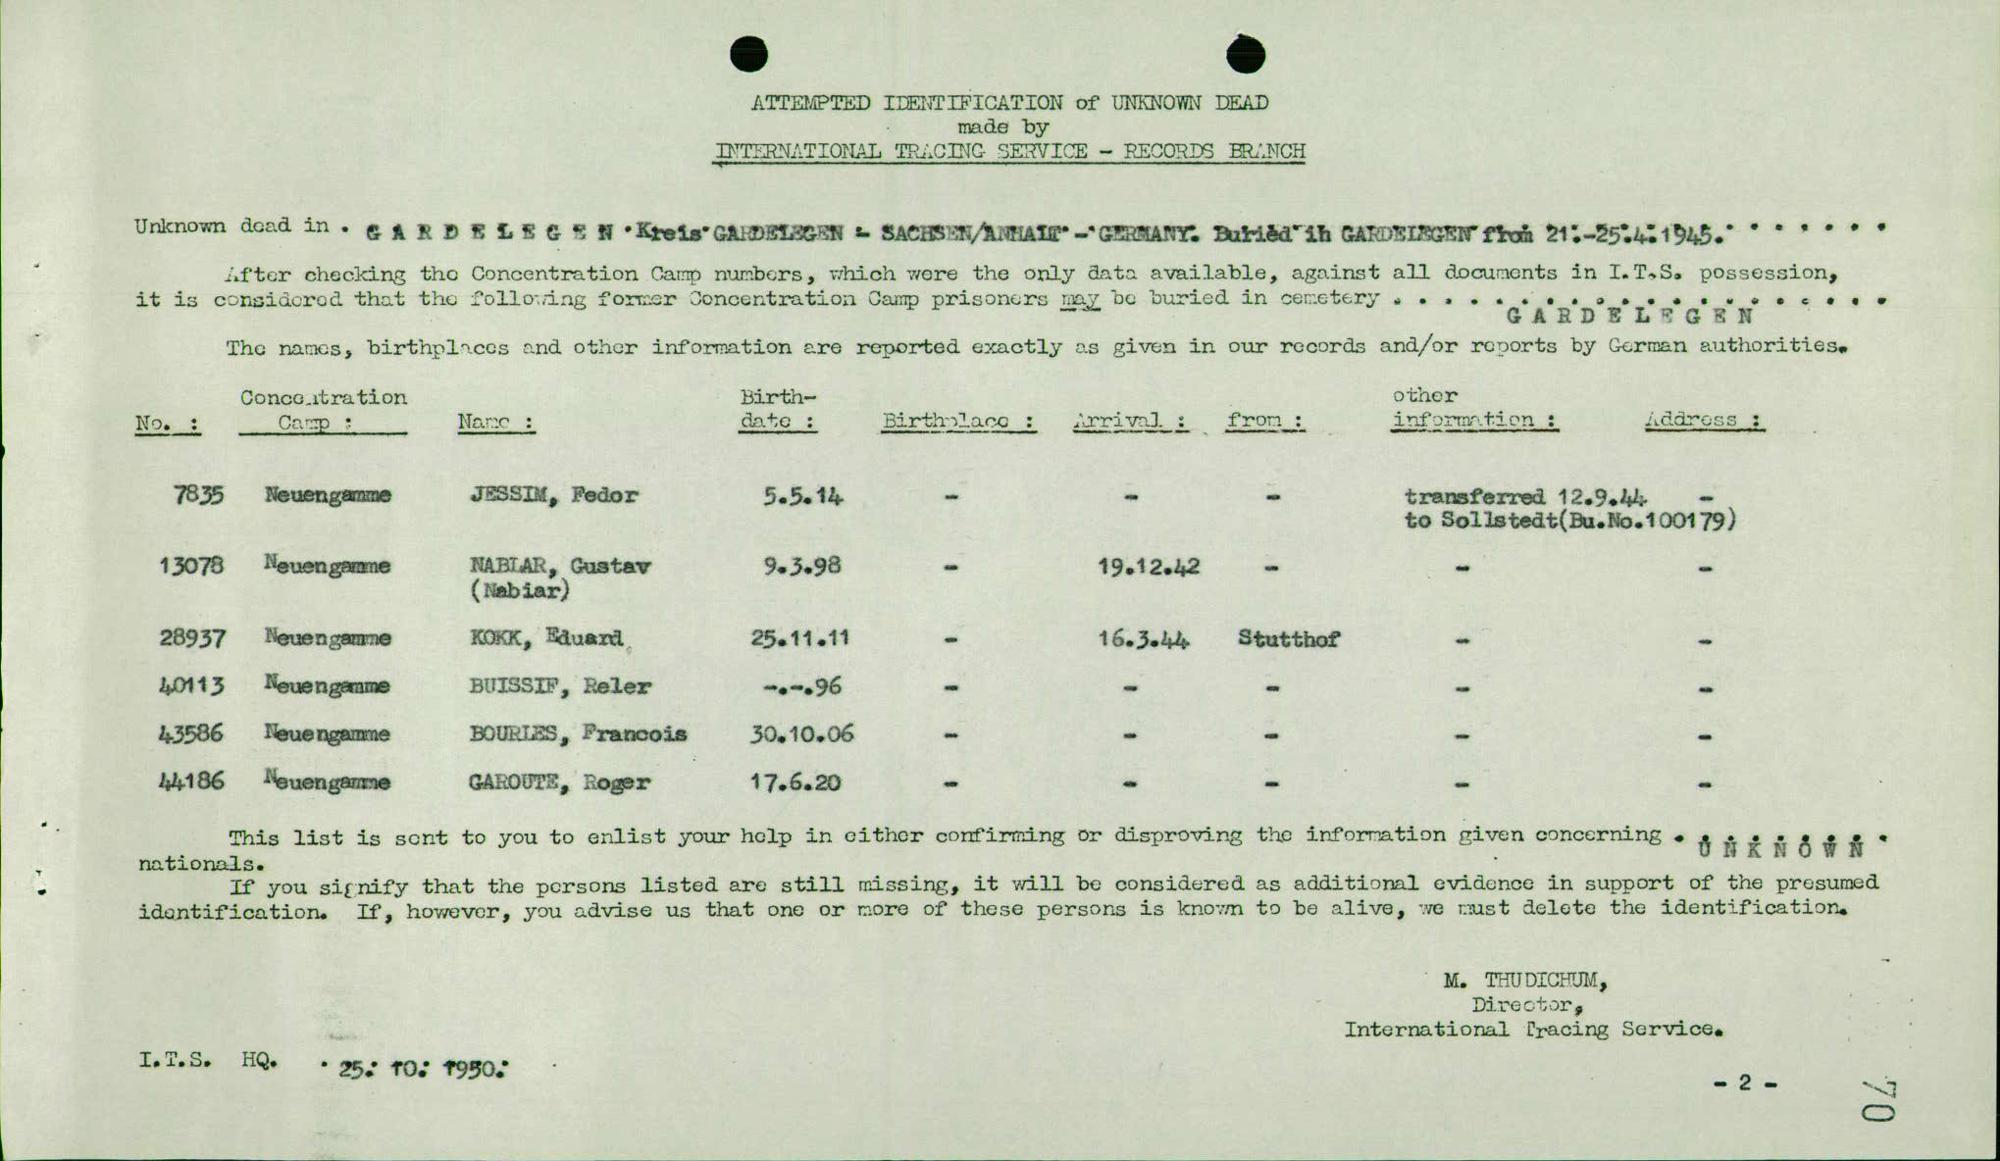 ATTEMPTED IDENTIFICATION of UNKNOWN DEAD
made by
INTERNATIONAL TRACING SERVICE - RECORDS BRANCH
Unknown dead in . G A R D E L E G E N Kreis GARDELEGEN - SACHSEN/ANHALT - GERMANY. Buried in GARDELEGEN from 21.-25.4.1945.
After checking the Concentration Camp numbers, which were the only data available, against all documents in I.T.S. possession,
it is considered that the following former Concentration Camp prisoners may be buried in cemetery . . . . . . . . . . . . . . . . . . .
G A R D E L E G E N
The names, birthplaces and other information are reported exactly as given in our records and/or reports by German authorities.
Concentration Birth- other
No. : Camp : Name : date : Birthplace : Arrival : from : information : Address :
7835 Neuengamme JESSIM, Fedor 5.5.14 - - - transferred 12.9.44 -
to Sollstedt(Bu.No.100179)
13078 Neuengamme NABLAR, Gustav 9.3.98 - 19.12.42 - - -
(Nabiar)
28937 Neuengamme KOKK, Eduard 25.11.11 - 16.3.44 Stutthof - -
40113 Neuengamme BUISSIF, Reler -.-.96 - - - - -
43586 Neuengamme BOURLES, Francois 30.10.06 - - - - -
44186 Neuengamme GAROUTE, Roger 17.6.20 - - - - -
This list is sent to you to enlist your help in either confirming or disproving the information given concerning . U N K N O W N .
nationals.
If you signify that the persons listed are still missing, it will be considered as additional evidence in support of the presumed
identification. If, however, you advise us that one or more of these persons is known to be alive, we must delete the identification.
M. THUDICHUM,
Director,
International Tracing Service.
I.T.S. HQ. 25. 10. 1950.
- 2 -
70